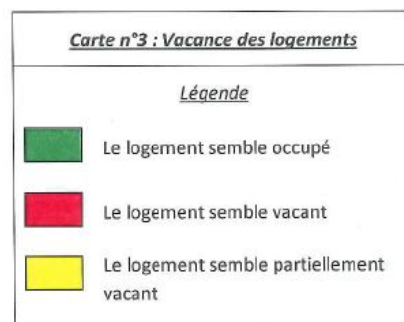 Carte n°3 : Vacance des logements
Légende
Le logement semble occupé
Le logement semble vacant
Le logement semble partiellement
vacant